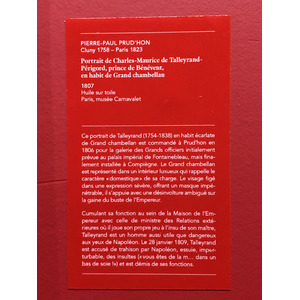 PIERRE-PAUL PRUD'HON
Cluny 1758 – Paris 1823
Portrait de Charles-Maurice de Talleyrand-
Périgord, prince de Bénévent,
en habit de Grand chambellan
1807
Huile sur toile
Paris, musée Carnavalet
Ce portrait de Talleyrand (1754-1838) en habit écarlate
de Grand chambellan est commandé à Prud'hon en
1806 pour la galerie des Grands officiers initialement
prévue au palais impérial de Fontainebleau, mais fina-
lement installée à Compiègne. Le Grand chambellan
est représenté dans un intérieur luxueux qui rappelle le
caractère «domestique» de sa charge. Le visage figé
dans une expression sévère, offrant un masque impé-
nétrable, il s'appuie avec une désinvolture ambiguë sur
la gaine du buste de l'Empereur.
Cumulant sa fonction au sein de la Maison de l'Em-
pereur avec celle de ministre des Relations exté-
rieures où il joue son propre jeu à l'insu de son maître,
Talleyrand est un homme aussi utile que dangereux
aux yeux de Napoléon. Le 28 janvier 1809, Talleyrand
est accusé de trahison par Napoléon, essuie, impur-
turbable, des insultes («vous êtes de la m... dans un
bas de soie !») et est démis de ses fonctions.